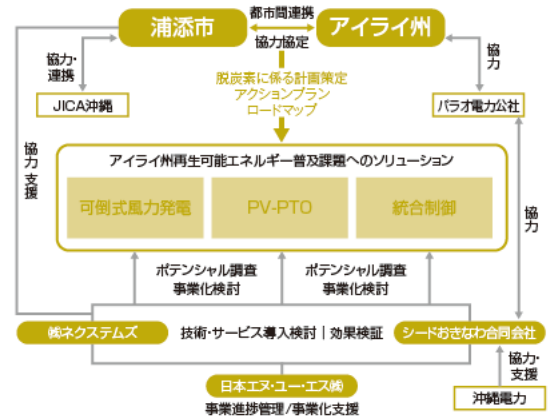 浦添市
都市間連携
アイライ州
協力協定
協力・
連携
協力
脱炭素に係る計画策定
アクションプラン
ロードマップ
JICA沖縄
パラオ電力公社
協力
支援
協力
アイライ州再生可能エネルギー普及課題へのソリューション
可倒式風力発電
PV-PTO
統合制御
ポテンシャル調査
事業化検討
ポテンシャル調査
事業化検討
㈱ネクステムズ
技術・サービス導入検討｜効果検証
シードおきなわ合同会社
日本エヌ・ユー・エス㈱
事業進捗管理/事業化支援
協力・
支援
沖縄電力